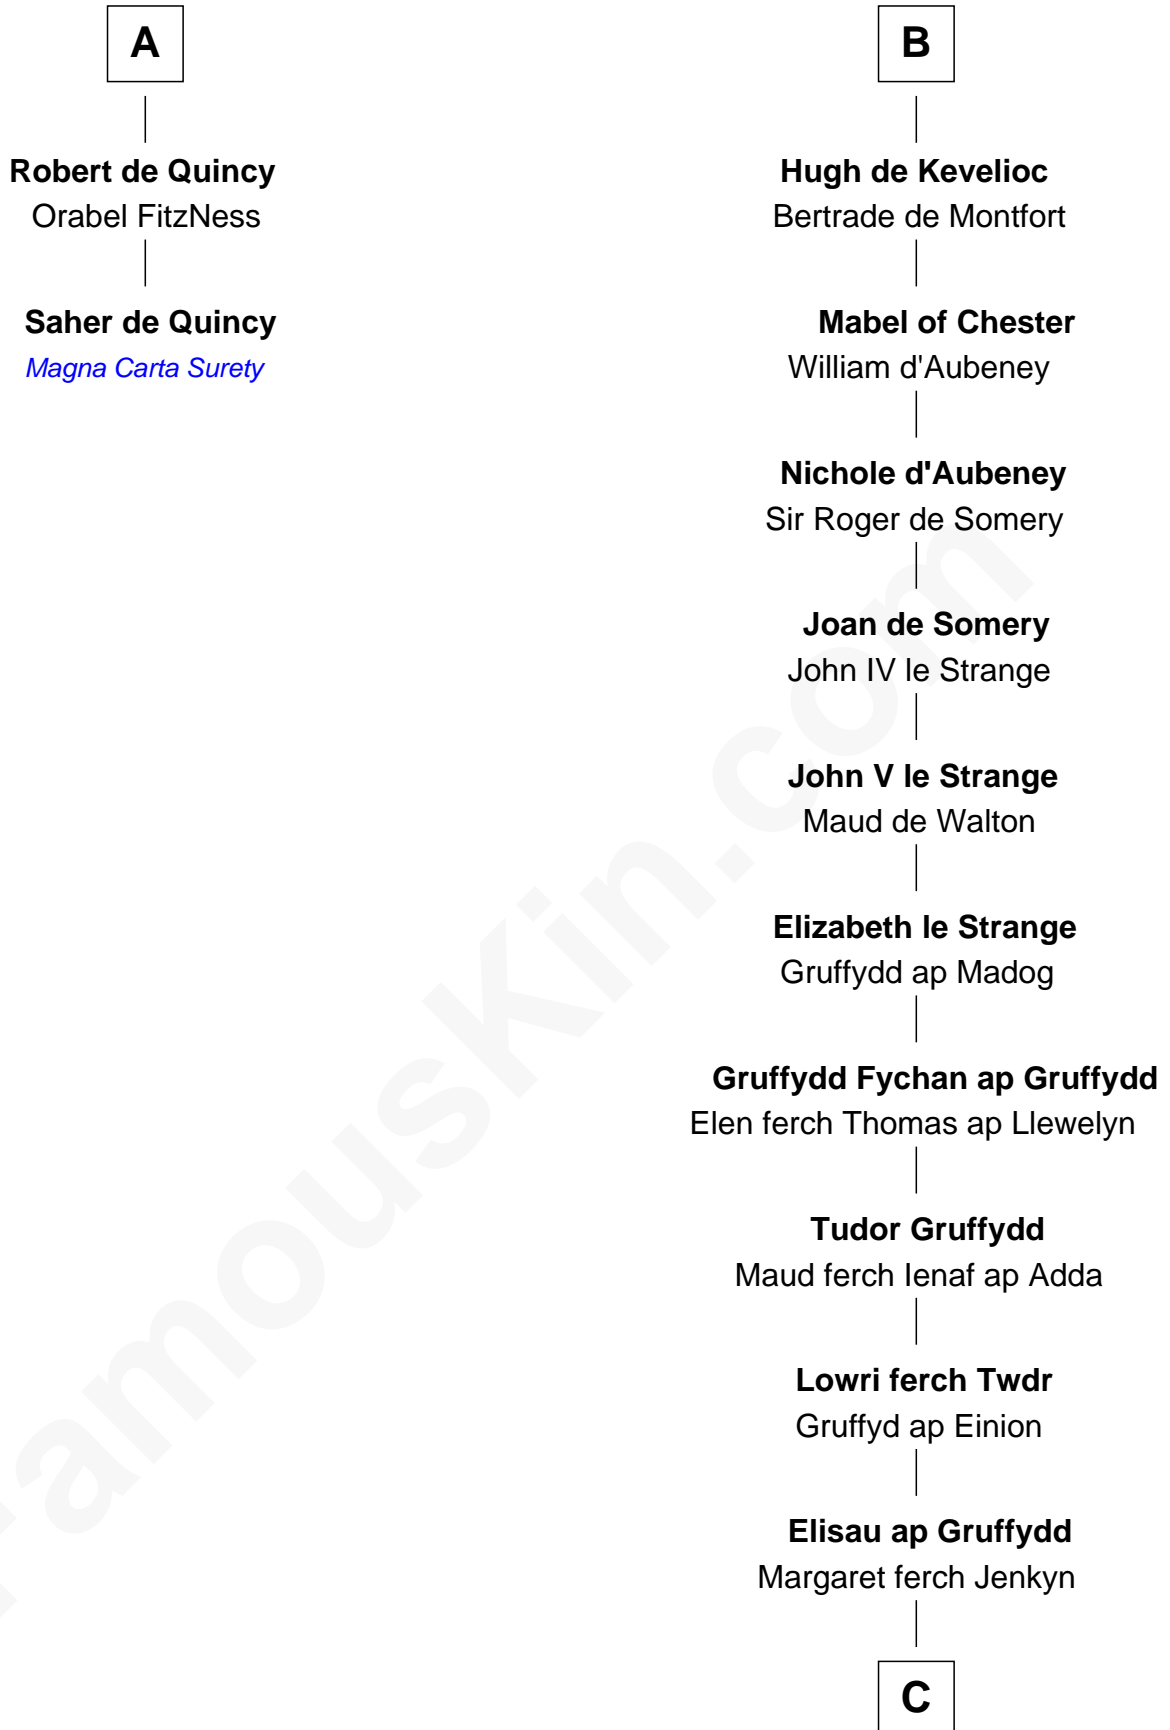 A
Robert de Quincy
Orabel FitzNess
Saher de Quincy
Magna Carta Surety
B
Hugh de Kevelioc
Bertrade de Montfort
Mabel of Chester
William d'Aubeney
Nichole d'Aubeney
Sir Roger de Somery
Joan de Somery
John IV le Strange
John V le Strange
Maud de Walton
Elizabeth le Strange
Gruffydd ap Madog
Gruffydd Fychan ap Gruffydd
Elen ferch Thomas ap Llewelyn
Tudor Gruffydd
Maud ferch Ienaf ap Adda
Lowri ferch Twdr
Gruffyd ap Einion
Elisau ap Gruffydd
Margaret ferch Jenkyn
C
FamousKin.com